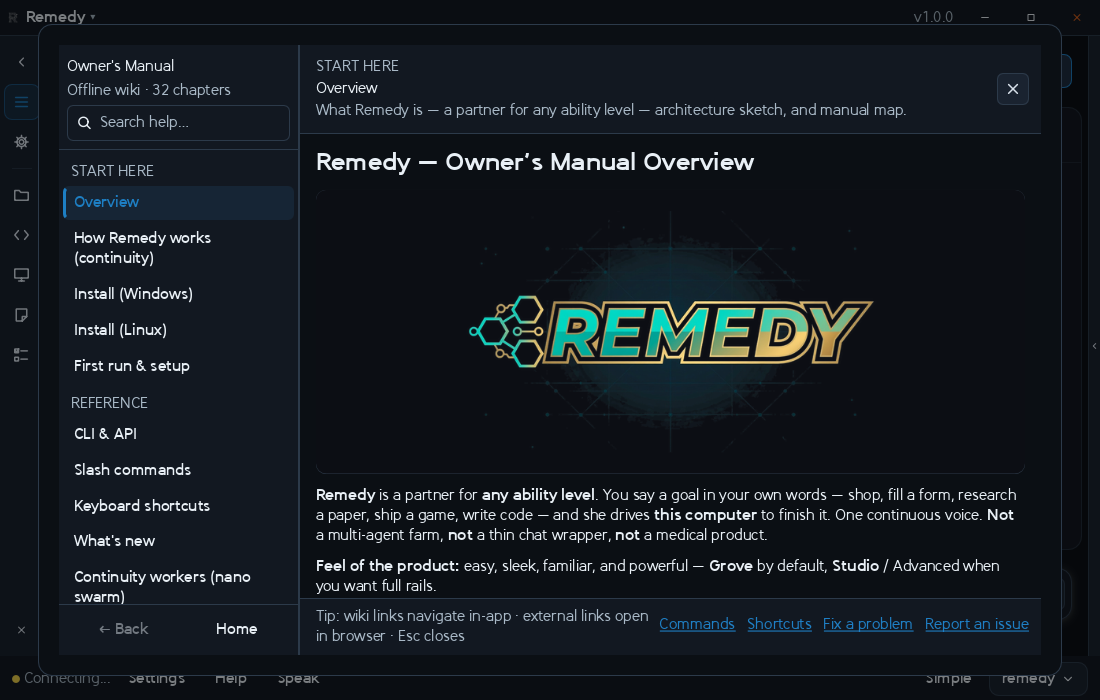 Remedy
v1.0.0
Owner's Manual
Offline wiki · 32 chapters
Search help...
START HERE
Overview
How Remedy works
(continuity)
Install (Windows)
Install (Linux)
First run & setup
REFERENCE
CLI & API
Slash commands
Keyboard shortcuts
What's new
Continuity workers (nano
swarm)
← Back
Home
START HERE
Overview
What Remedy is — a partner for any ability level — architecture sketch, and manual map.
Remedy — Owner's Manual Overview
REMEDY
Remedy is a partner for any ability level. You say a goal in your own words — shop, fill a form, research
a paper, ship a game, write code — and she drives this computer to finish it. One continuous voice. Not
a multi-agent farm, not a thin chat wrapper, not a medical product.
Feel of the product: easy, sleek, familiar, and powerful — Grove by default, Studio / Advanced when
you want full rails.
Tip: wiki links navigate in-app · external links open
in browser · Esc closes
Commands
Shortcuts
Fix a problem
Report an issue
Connecting...
Settings
Help
Speak
Simple
remedy